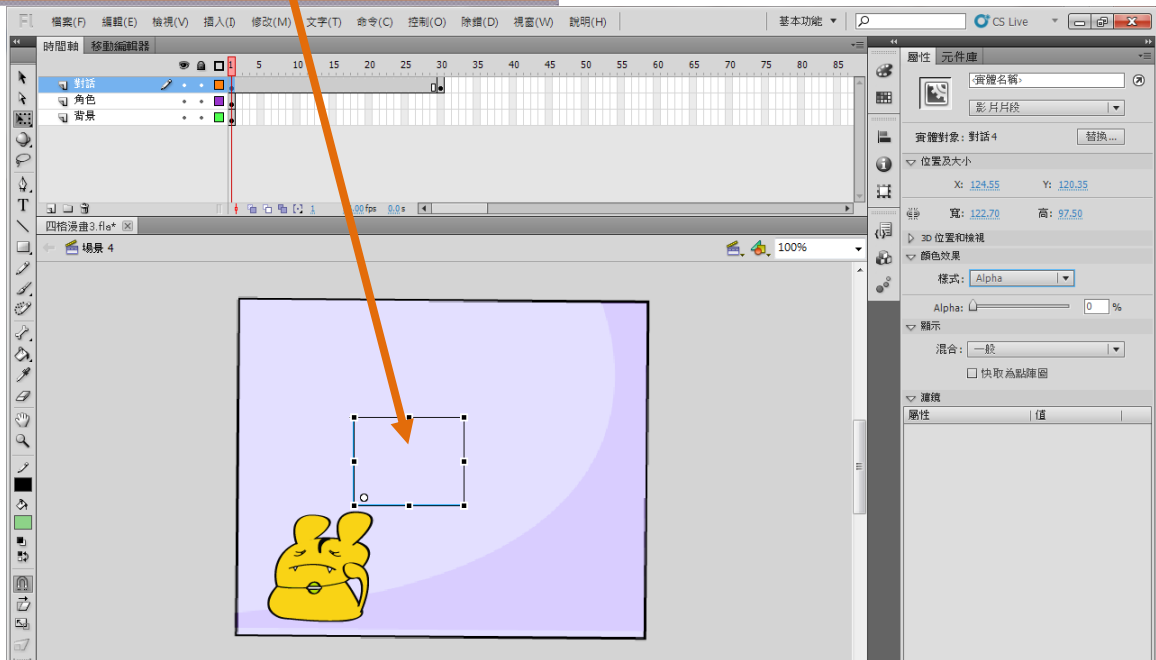 Fl 檔案(F) 編輯(E) 檢視(V) 插入(I) 修改(M) 文字(T) 命令(C) 控制(O) 除錯(D) 視窗(W) 說明(H) 基本功能 CS Live
時間軸 移動編輯器
1 5 10 15 20 25 30 35 40 45 50 55 60 65 70 75 80 85
對話
角色
背景
1 .00 fps 0.0 s
四格漫畫3.fla*
場景 4 100%
屬性 元件庫
<實體名稱>
影片片段
實體對象: 對話 4 替換...
位置及大小
X: 124.55 Y: 120.35
寬: 122.70 高: 97.50
3D 位置和檢視
顏色效果
樣式: Alpha
Alpha: 0 %
顯示
混合: 一般
快取為點陣圖
濾鏡
屬性 值
T